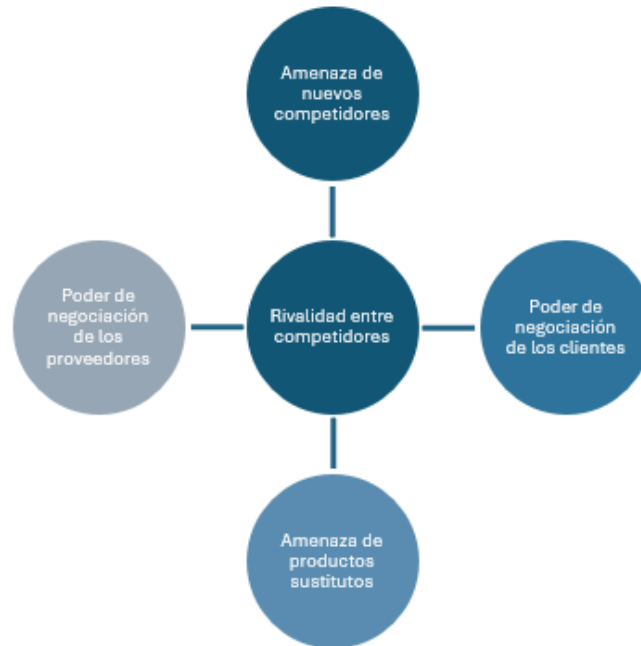 Amenaza de
nuevos
competidores
Poder de
negociación
de los
proveedores
Rivalidad entre
competidores
Poder de
negociación
de los clientes
Amenaza de
productos
sustitutos